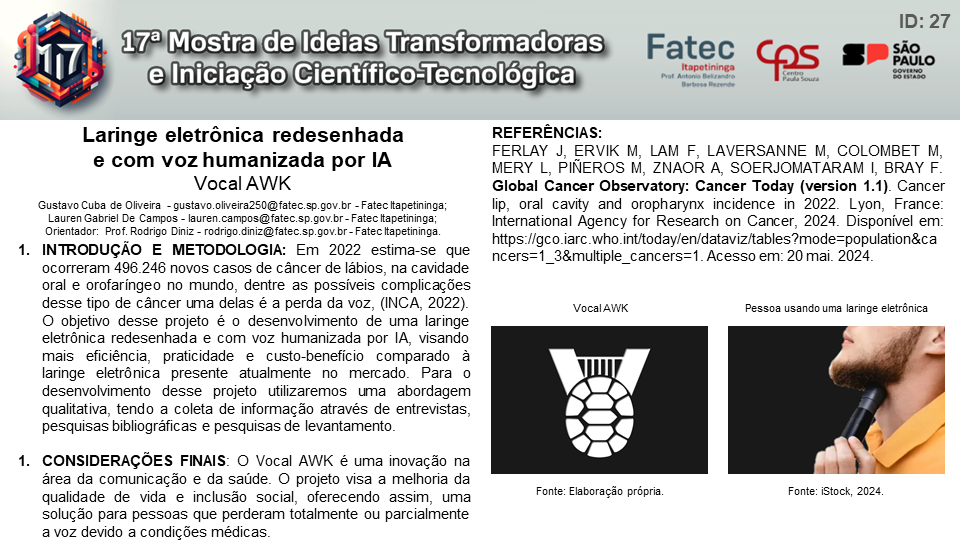 ID: 27
17ª Mostra de Ideias Transformadoras
e Iniciação Científico-Tecnológica
M17
Fatec
Itapetininga
Prof. Antonio Belizandro
Barbosa Rezende
CPS
Centro
Paula Souza
SP
SÃO
PAULO
GOVERNO
DO ESTADO
Laringe eletrônica redesenhada
e com voz humanizada por IA
Vocal AWK
Gustavo Cuba de Oliveira - gustavo.oliveira250@fatec.sp.gov.br - Fatec Itapetininga;
Lauren Gabriel De Campos - lauren.campos@fatec.sp.gov.br - Fatec Itapetininga;
Orientador: Prof. Rodrigo Diniz - rodrigo.diniz@fatec.sp.gov.br - Fatec Itapetininga.
1. INTRODUÇÃO E METODOLOGIA: Em 2022 estima-se que
ocorreram 496.246 novos casos de câncer de lábios, na cavidade
oral e orofaríngeo no mundo, dentre as possíveis complicações
desse tipo de câncer uma delas é a perda da voz, (INCA, 2022).
O objetivo desse projeto é o desenvolvimento de uma laringe
eletrônica redesenhada e com voz humanizada por IA, visando
mais eficiência, praticidade e custo-benefício comparado à
laringe eletrônica presente atualmente no mercado. Para o
desenvolvimento desse projeto utilizaremos uma abordagem
qualitativa, tendo a coleta de informação através de entrevistas,
pesquisas bibliográficas e pesquisas de levantamento.
1. CONSIDERAÇÕES FINAIS: O Vocal AWK é uma inovação na
área da comunicação e da saúde. O projeto visa a melhoria da
qualidade de vida e inclusão social, oferecendo assim, uma
solução para pessoas que perderam totalmente ou parcialmente
a voz devido a condições médicas.
REFERÊNCIAS:
FERLAY J, ERVIK M, LAM F, LAVERSANNE M, COLOMBET M,
MERY L, PIÑEROS M, ZNAOR A, SOERJOMATARAM I, BRAY F.
Global Cancer Observatory: Cancer Today (version 1.1). Cancer
lip, oral cavity and oropharynx incidence in 2022. Lyon, France:
International Agency for Research on Cancer, 2024. Disponível em:
https://gco.iarc.who.int/today/en/dataviz/tables?mode=population&ca
ncers=1_3&multiple_cancers=1. Acesso em: 20 mai. 2024.
Vocal AWK
Pessoa usando uma laringe eletrônica
Fonte: Elaboração própria.
Fonte: iStock, 2024.